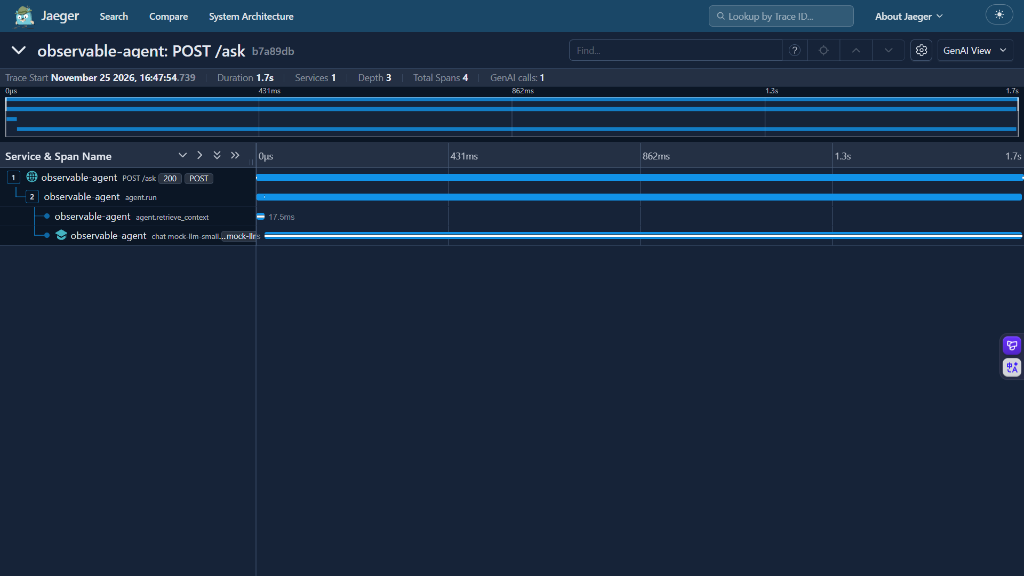 Jaeger Search Compare System Architecture Lookup by Trace ID... About Jaeger
observable-agent: POST /ask b7a89db Find... ? GenAI View
Trace Start November 25 2026, 16:47:54.739 Duration 1.7s Services 1 Depth 3 Total Spans 4 GenAI calls: 1
0μs 431ms 862ms 1.3s 1.7s
Service & Span Name 0μs 431ms 862ms 1.3s 1.7s
1 observable-agent POST /ask 200 POST
2 observable-agent agent.run
observable-agent agent.retrieve_context 17.5ms
observable-agent chat mock-llm-small...